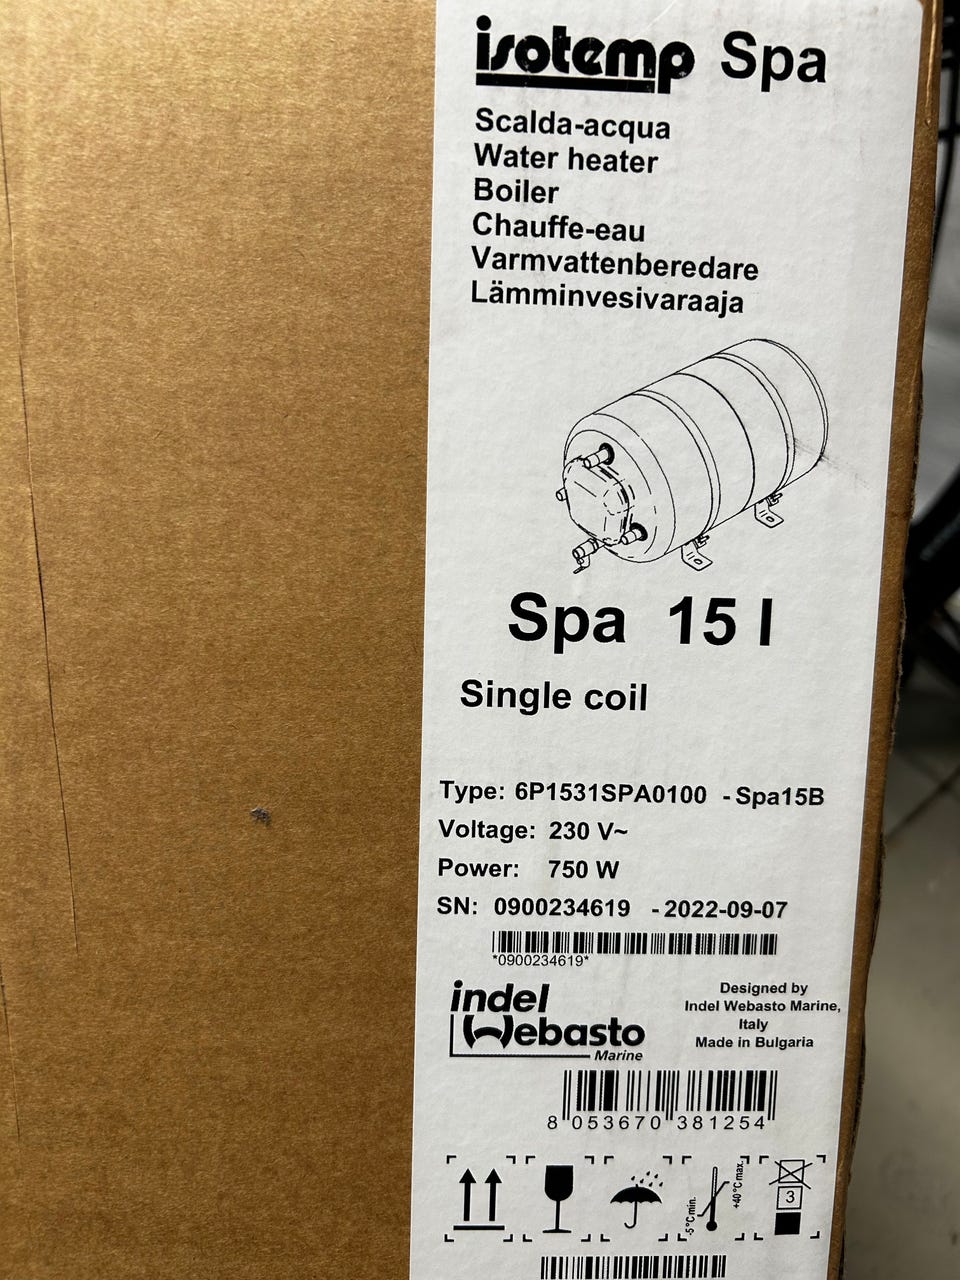 isotemp Spa
Scalda-acqua
Water heater
Boiler
Chauffe-eau
Varmvattenberedare
Lämminvesivaraaja
Spa 15 l
Single coil
Type: 6P1531SPA0100 - Spa15B
Voltage: 230 V~
Power: 750 W
SN: 0900234619 - 2022-09-07
*0900234619*
indel
Webasto
Marine
Designed by
Indel Webasto Marine,
Italy
Made in Bulgaria
8 053670 381254
-5°C min.
+40°C max.
3